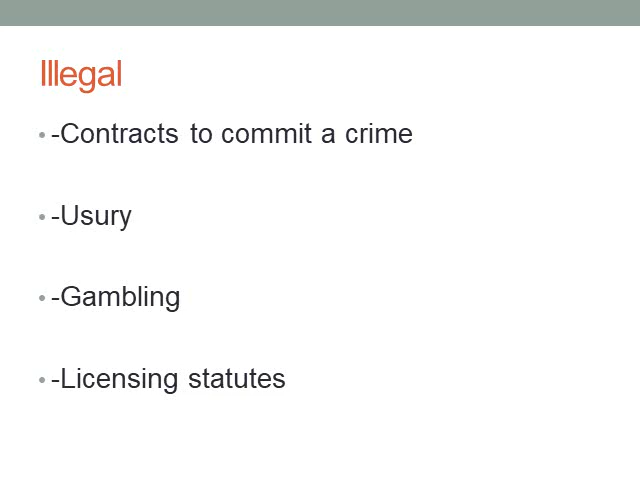 Illegal
• -Contracts to commit a crime
• -Usury
• -Gambling
• -Licensing statutes